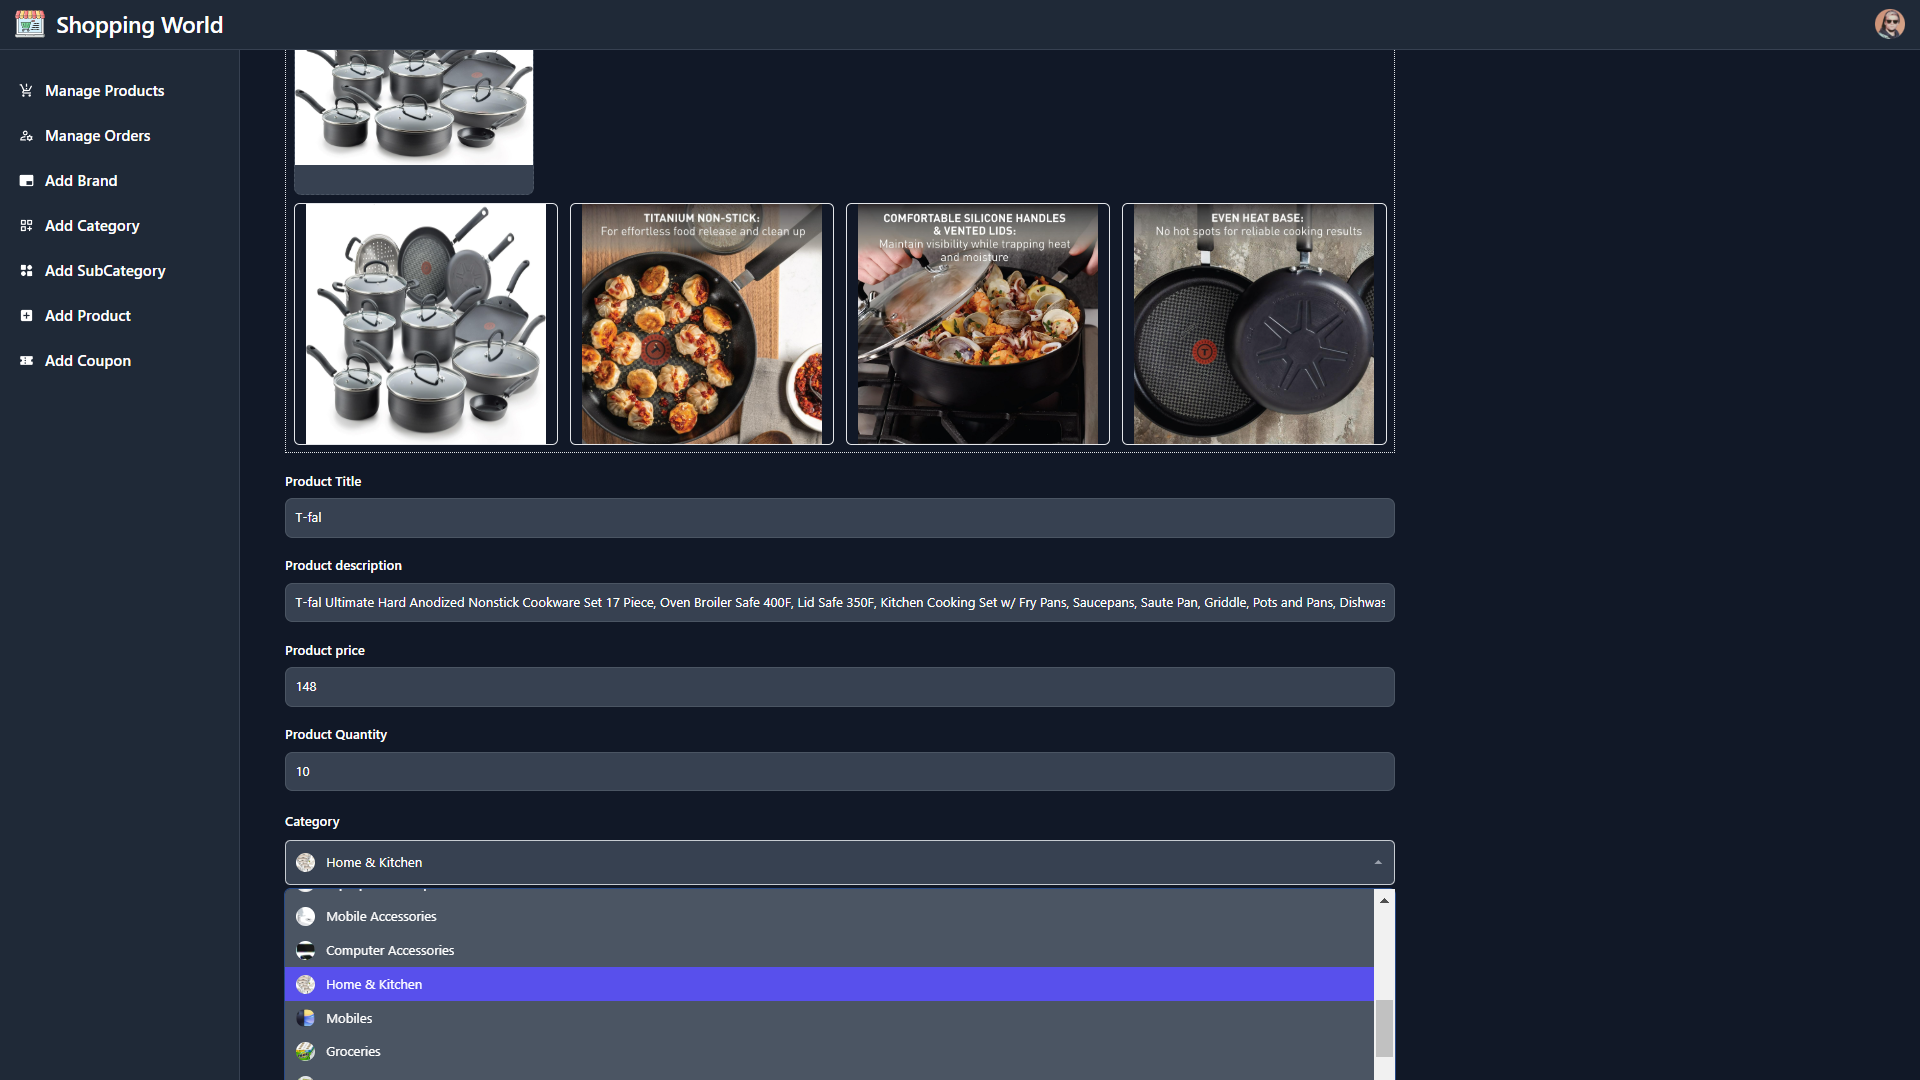 Shopping World
Manage Products
Manage Orders
Add Brand
Add Category
Add SubCategory
Add Product
Add Coupon
TITANIUM NON-STICK:
For effortless food release and clean up
COMFORTABLE SILICONE HANDLES
& VENTED LIDS:
Maintain visibility while trapping heat
and moisture
EVEN HEAT BASE:
No hot spots for reliable cooking results
Product Title
T-fal
Product description
T-fal Ultimate Hard Anodized Nonstick Cookware Set 17 Piece, Oven Broiler Safe 400F, Lid Safe 350F, Kitchen Cooking Set w/ Fry Pans, Saucepans, Saute Pan, Griddle, Pots and Pans, Dishwas
Product price
148
Product Quantity
10
Category
Home & Kitchen
Mobile Accessories
Computer Accessories
Home & Kitchen
Mobiles
Groceries